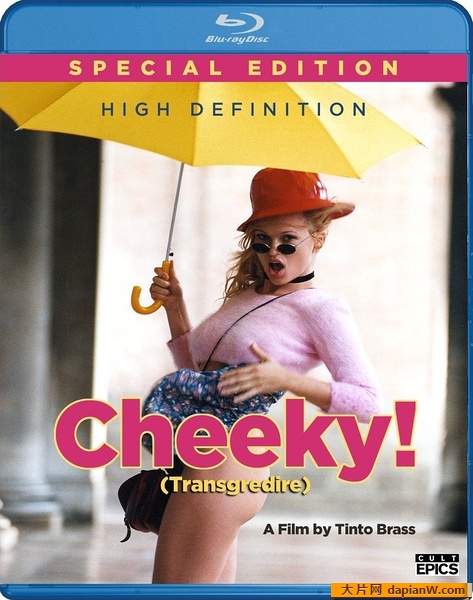 Blu-ray Disc
SPECIAL EDITION
HIGH DEFINITION
Cheeky!
(Transgredire)
A Film by Tinto Brass
CULT
EPICS
大片网 dapianW.com